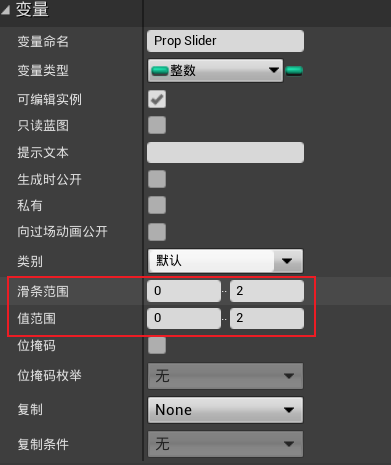 变量
变量命名 Prop Slider
变量类型 整数
可编辑实例
只读蓝图
提示文本
生成时公开
私有
向过场动画公开
类别 默认
滑条范围 0 .. 2
值范围 0 .. 2
位掩码
位掩码枚举 无
复制 None
复制条件 无